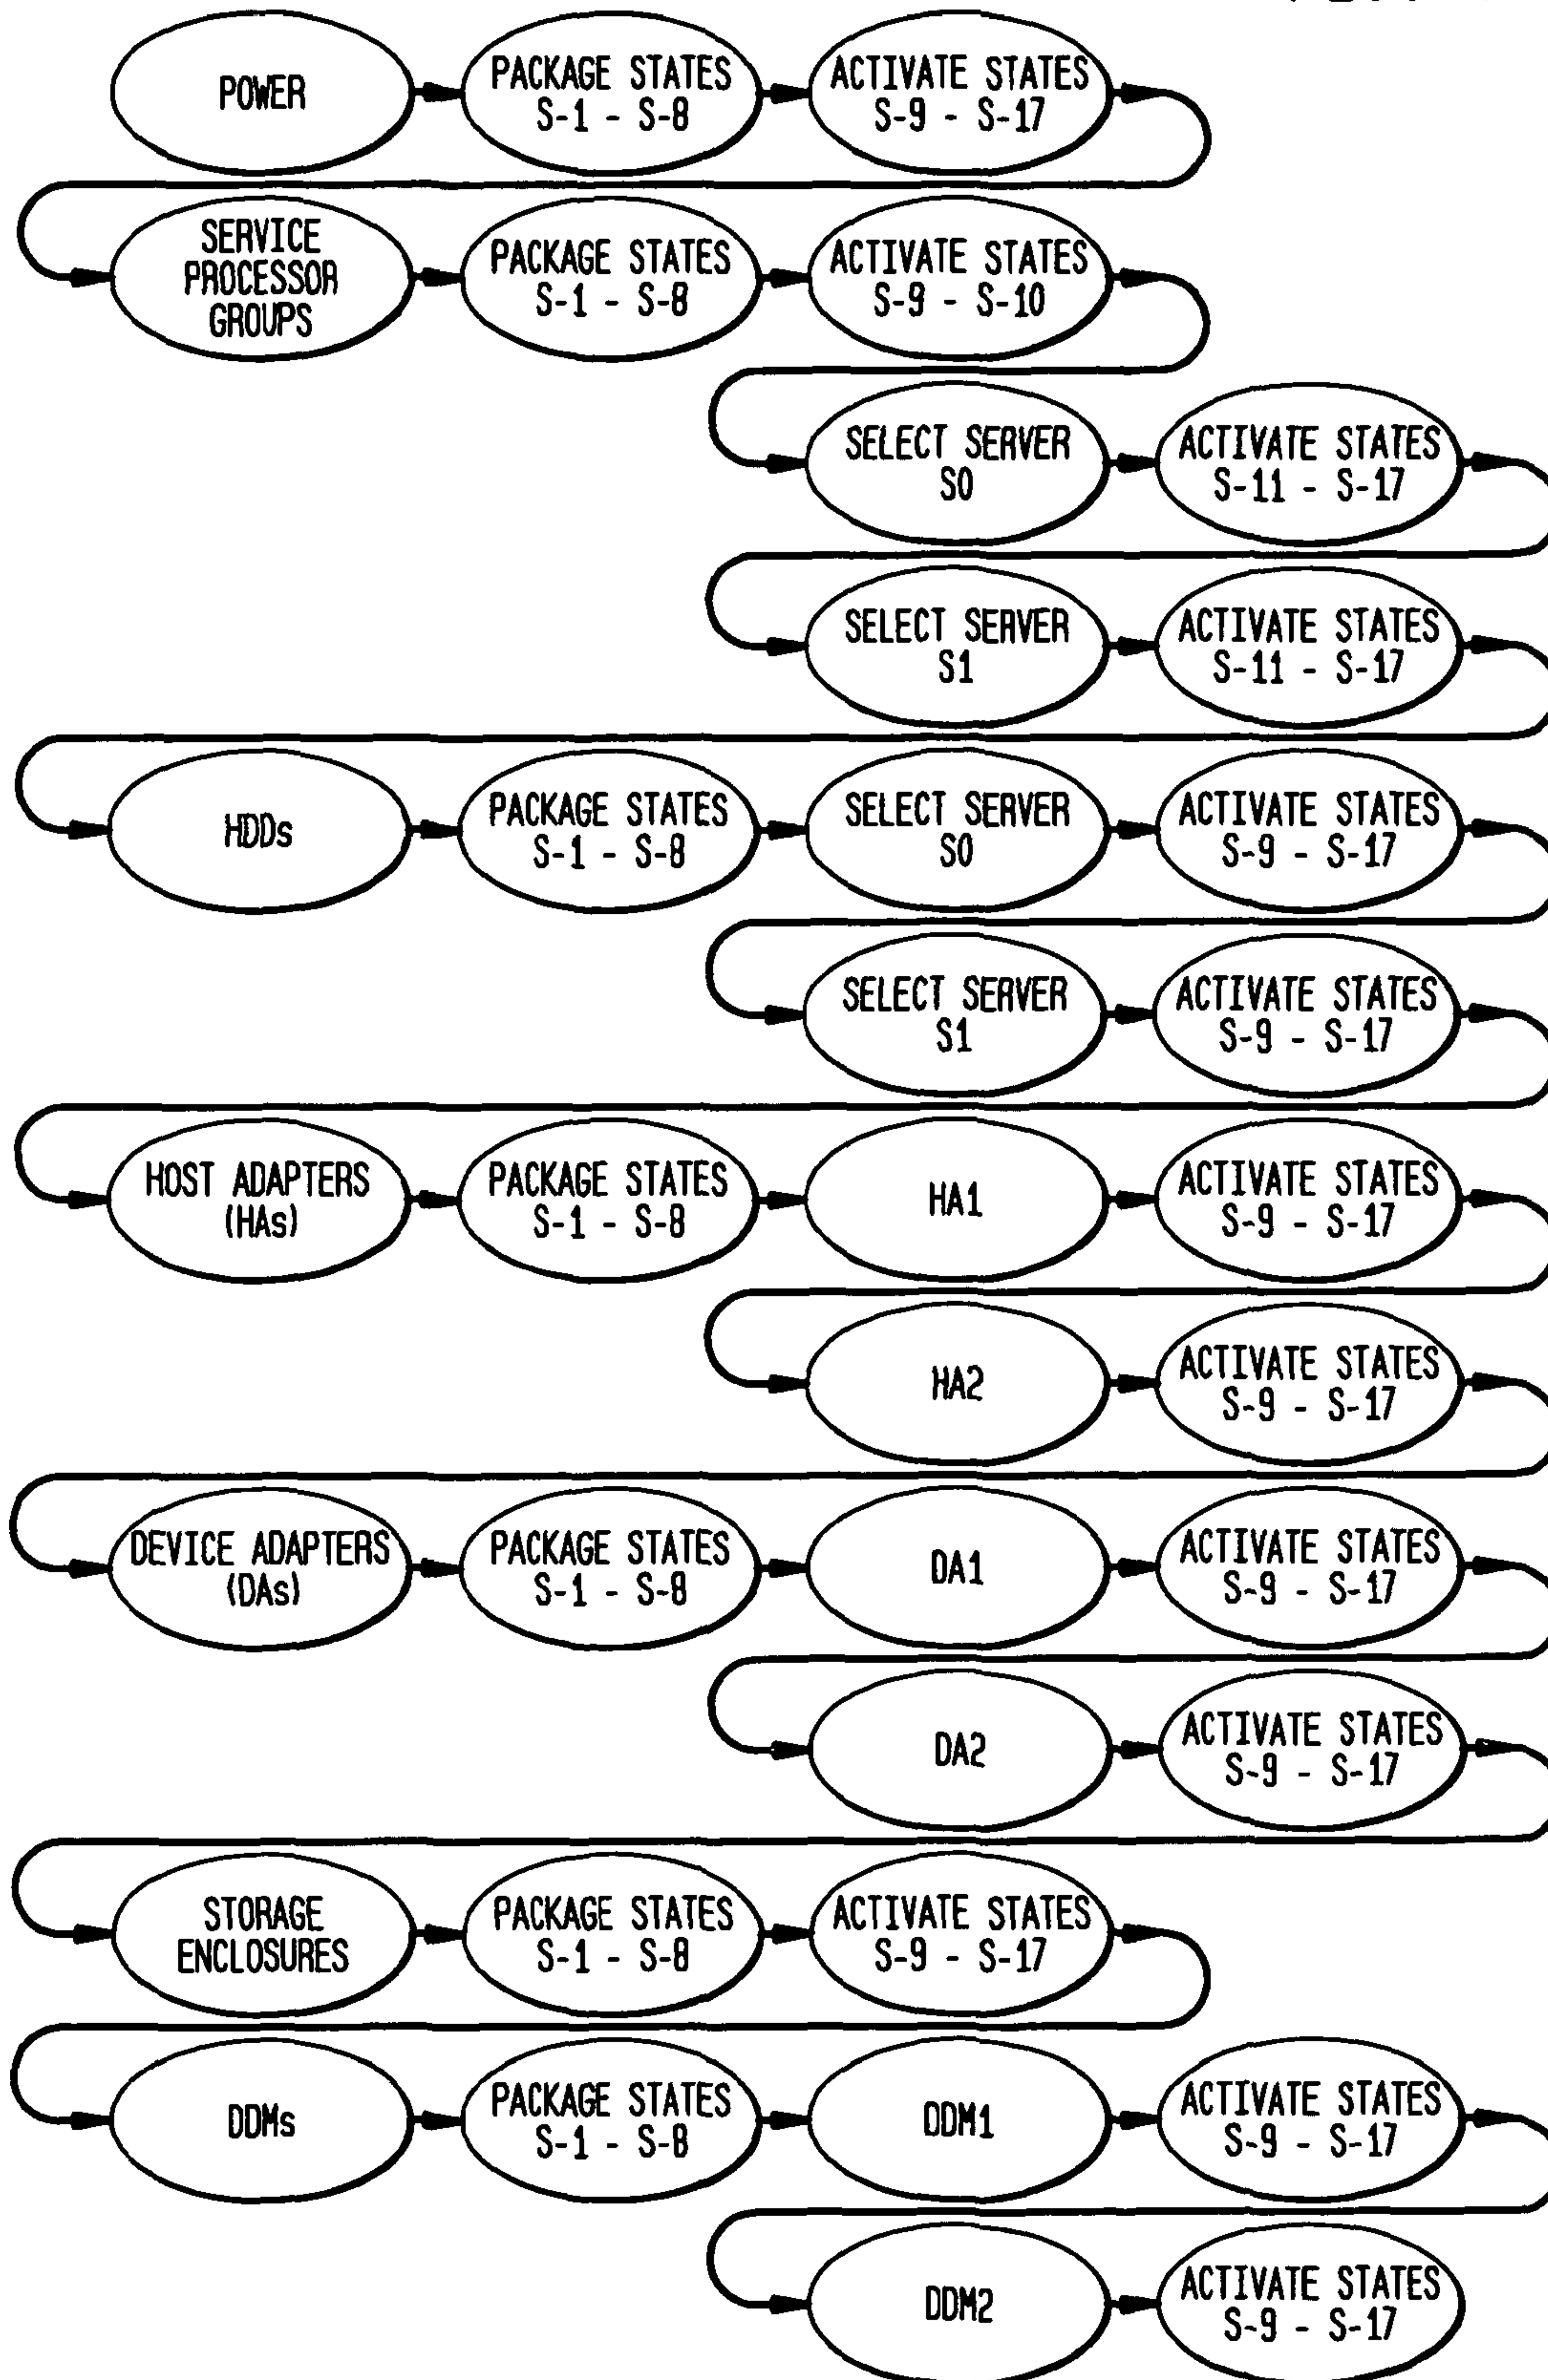 POWER
PACKAGE STATES
S-1 - S-8
ACTIVATE STATES
S-9 - S-17
SERVICE
PROCESSOR
GROUPS
PACKAGE STATES
S-1 - S-8
ACTIVATE STATES
S-9 - S-10
SELECT SERVER
S0
ACTIVATE STATES
S-11 - S-17
SELECT SERVER
S1
ACTIVATE STATES
S-11 - S-17
HDDs
PACKAGE STATES
S-1 - S-8
SELECT SERVER
S0
ACTIVATE STATES
S-9 - S-17
SELECT SERVER
S1
ACTIVATE STATES
S-9 - S-17
HOST ADAPTERS
(HAs)
PACKAGE STATES
S-1 - S-8
HA1
ACTIVATE STATES
S-9 - S-17
HA2
ACTIVATE STATES
S-9 - S-17
DEVICE ADAPTERS
(DAs)
PACKAGE STATES
S-1 - S-8
DA1
ACTIVATE STATES
S-9 - S-17
DA2
ACTIVATE STATES
S-9 - S-17
STORAGE
ENCLOSURES
PACKAGE STATES
S-1 - S-8
ACTIVATE STATES
S-9 - S-17
DDMs
PACKAGE STATES
S-1 - S-8
DDM1
ACTIVATE STATES
S-9 - S-17
DDM2
ACTIVATE STATES
S-9 - S-17